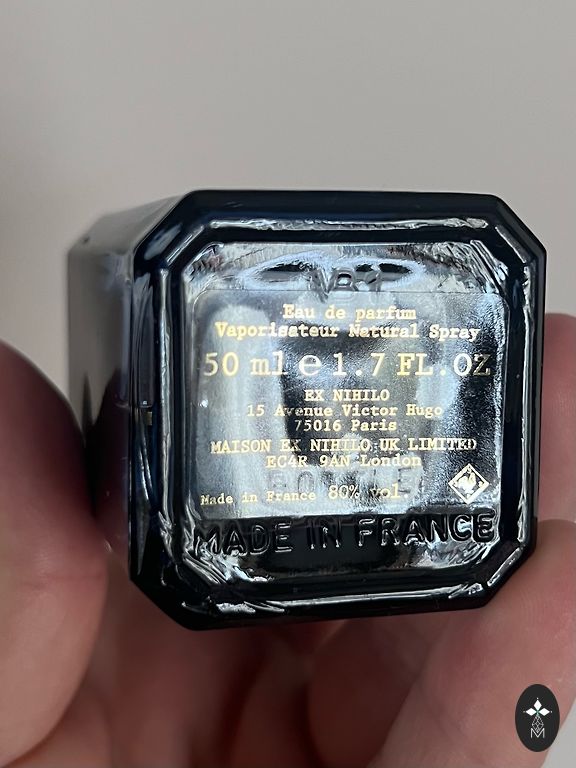 Eau de parfum
Vaporisateur Natural Spray
50 ml ℮ 1.7 FL.OZ
EX NIHILO
15 Avenue Victor Hugo
75016 Paris
MAISON EX NIHILO UK LIMITED
EC4R 9AN London
Made in France 80% vol.
MADE IN FRANCE
M